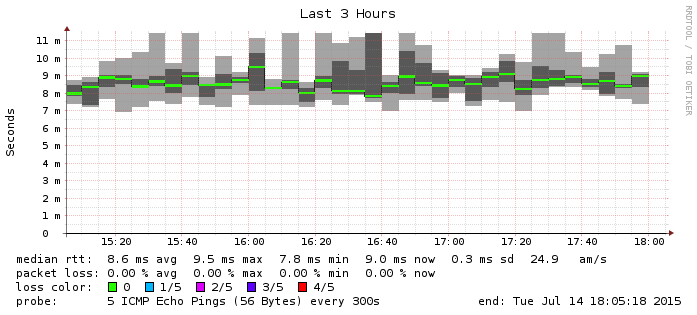 Last 3 Hours
RRDTOOL / TOBI OETIKER
Seconds
11 m
10 m
9 m
8 m
7 m
6 m
5 m
4 m
3 m
2 m
1 m
0
15:20 15:40 16:00 16:20 16:40 17:00 17:20 17:40 18:00
median rtt: 8.6 ms avg 9.5 ms max 7.8 ms min 9.0 ms now 0.3 ms sd 24.9 am/s
packet loss: 0.00 % avg 0.00 % max 0.00 % min 0.00 % now
loss color: 0 1/5 2/5 3/5 4/5
probe: 5 ICMP Echo Pings (56 Bytes) every 300s end: Tue Jul 14 18:05:18 2015